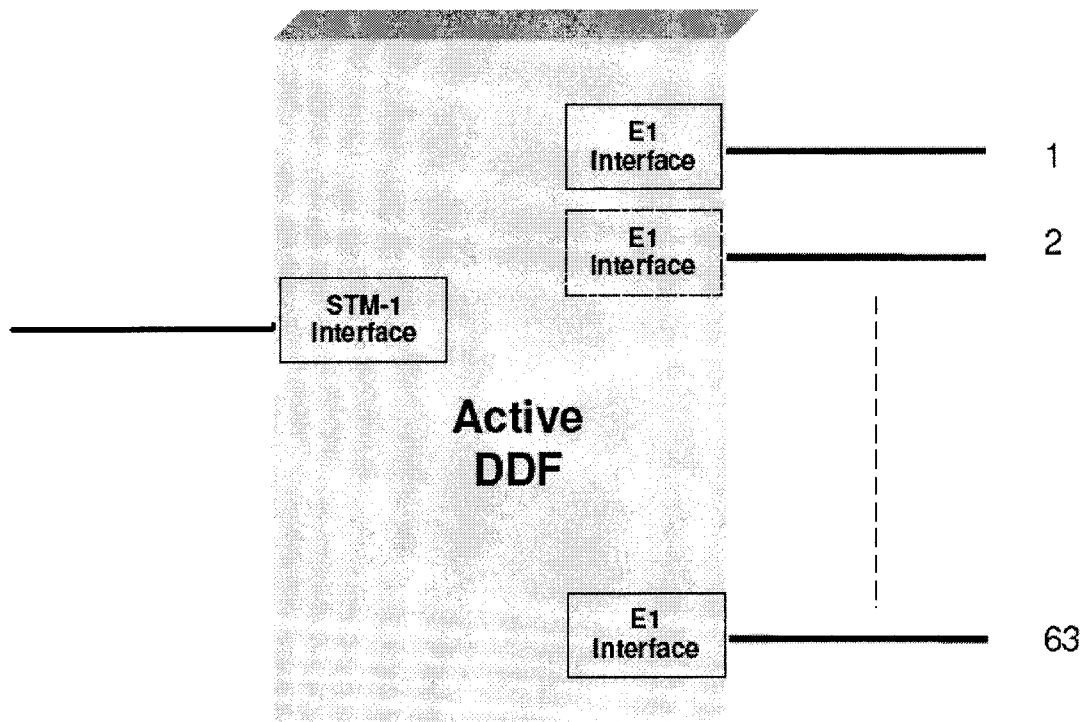 E1
Interface
1
E1
Interface
2
STM-1
Interface
Active
DDF
E1
Interface
63